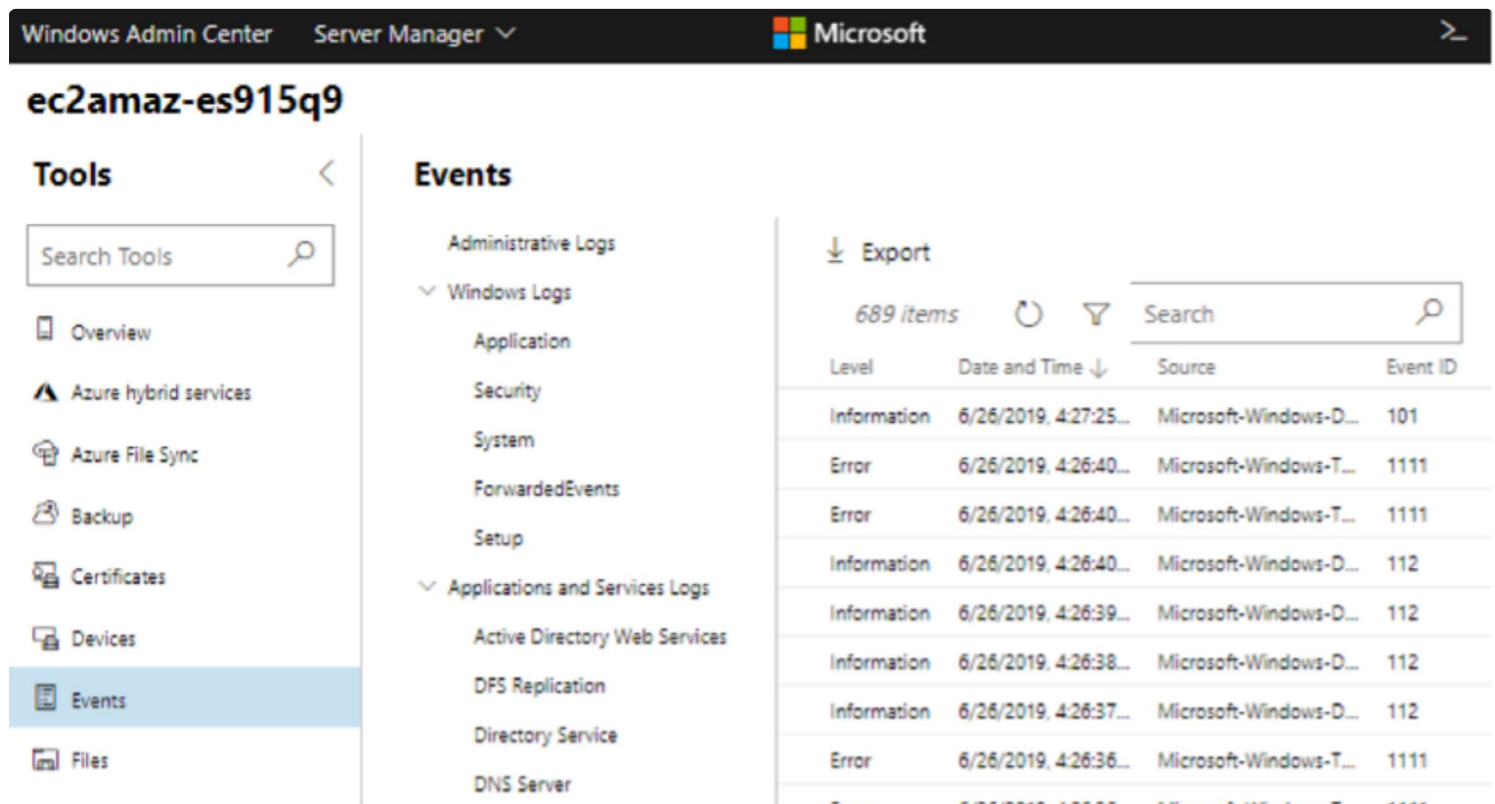 Windows Admin Center Server Manager Microsoft
ec2amaz-es915q9
Tools
Search Tools
Overview
Azure hybrid services
Azure File Sync
Backup
Certificates
Devices
Events
Files
Events
Administrative Logs
Windows Logs
Application
Security
System
ForwardedEvents
Setup
Applications and Services Logs
Active Directory Web Services
DFS Replication
Directory Service
DNS Server
Export
689 items Search
Level Date and Time Source Event ID
Information 6/26/2019, 4:27:25... Microsoft-Windows-D... 101
Error 6/26/2019, 4:26:40... Microsoft-Windows-T... 1111
Error 6/26/2019, 4:26:40... Microsoft-Windows-T... 1111
Information 6/26/2019, 4:26:40... Microsoft-Windows-D... 112
Information 6/26/2019, 4:26:39... Microsoft-Windows-D... 112
Information 6/26/2019, 4:26:38... Microsoft-Windows-D... 112
Information 6/26/2019, 4:26:37... Microsoft-Windows-D... 112
Error 6/26/2019, 4:26:36... Microsoft-Windows-T... 1111